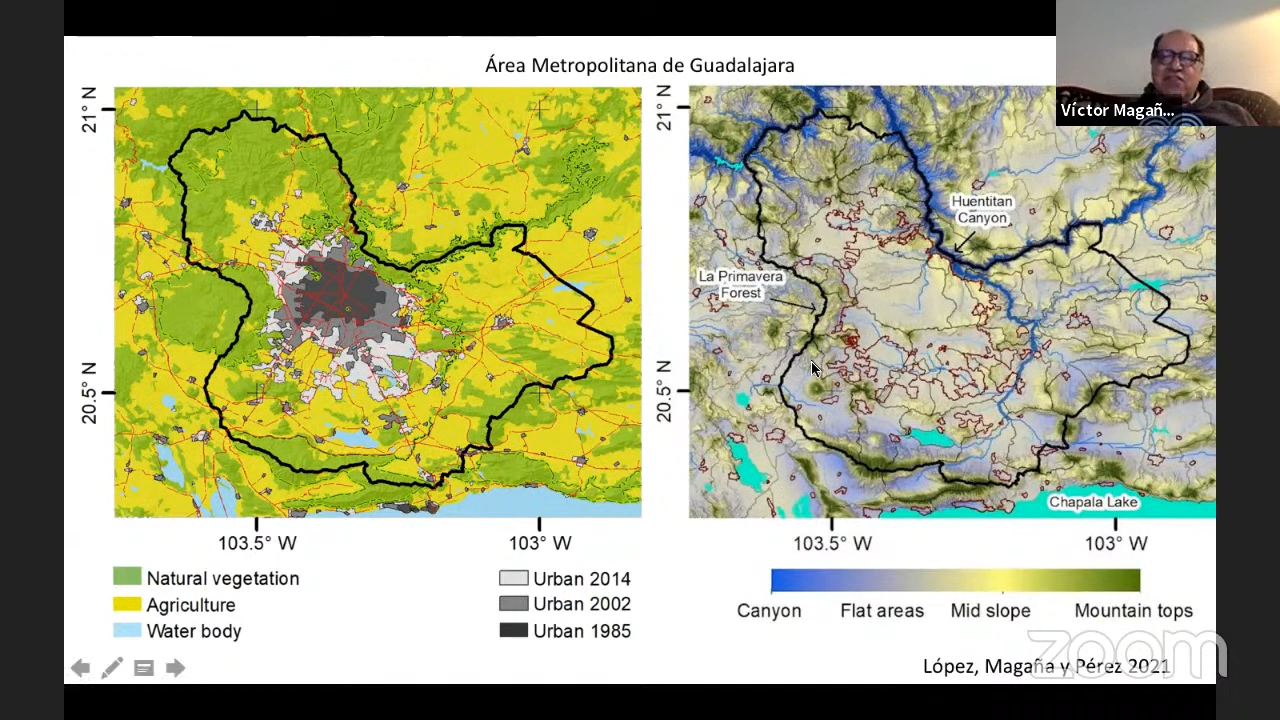 Área Metropolitana de Guadalajara
Víctor Magañ...
21° N
20.5° N
103.5° W
103° W
Natural vegetation
Agriculture
Water body
Urban 2014
Urban 2002
Urban 1985
21° N
20.5° N
Huentitan
Canyon
La Primavera
Forest
Chapala Lake
103.5° W
103° W
Canyon
Flat areas
Mid slope
Mountain tops
López, Magaña y Pérez 2021
zoom